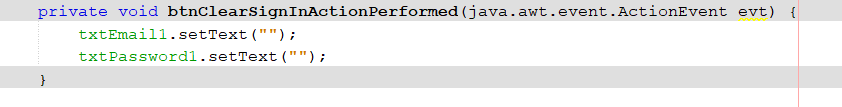 private void btnClearSignInActionPerformed(java.awt.event.ActionEvent evt) {
txtEmail1.setText("");
txtPassword1.setText("");
}